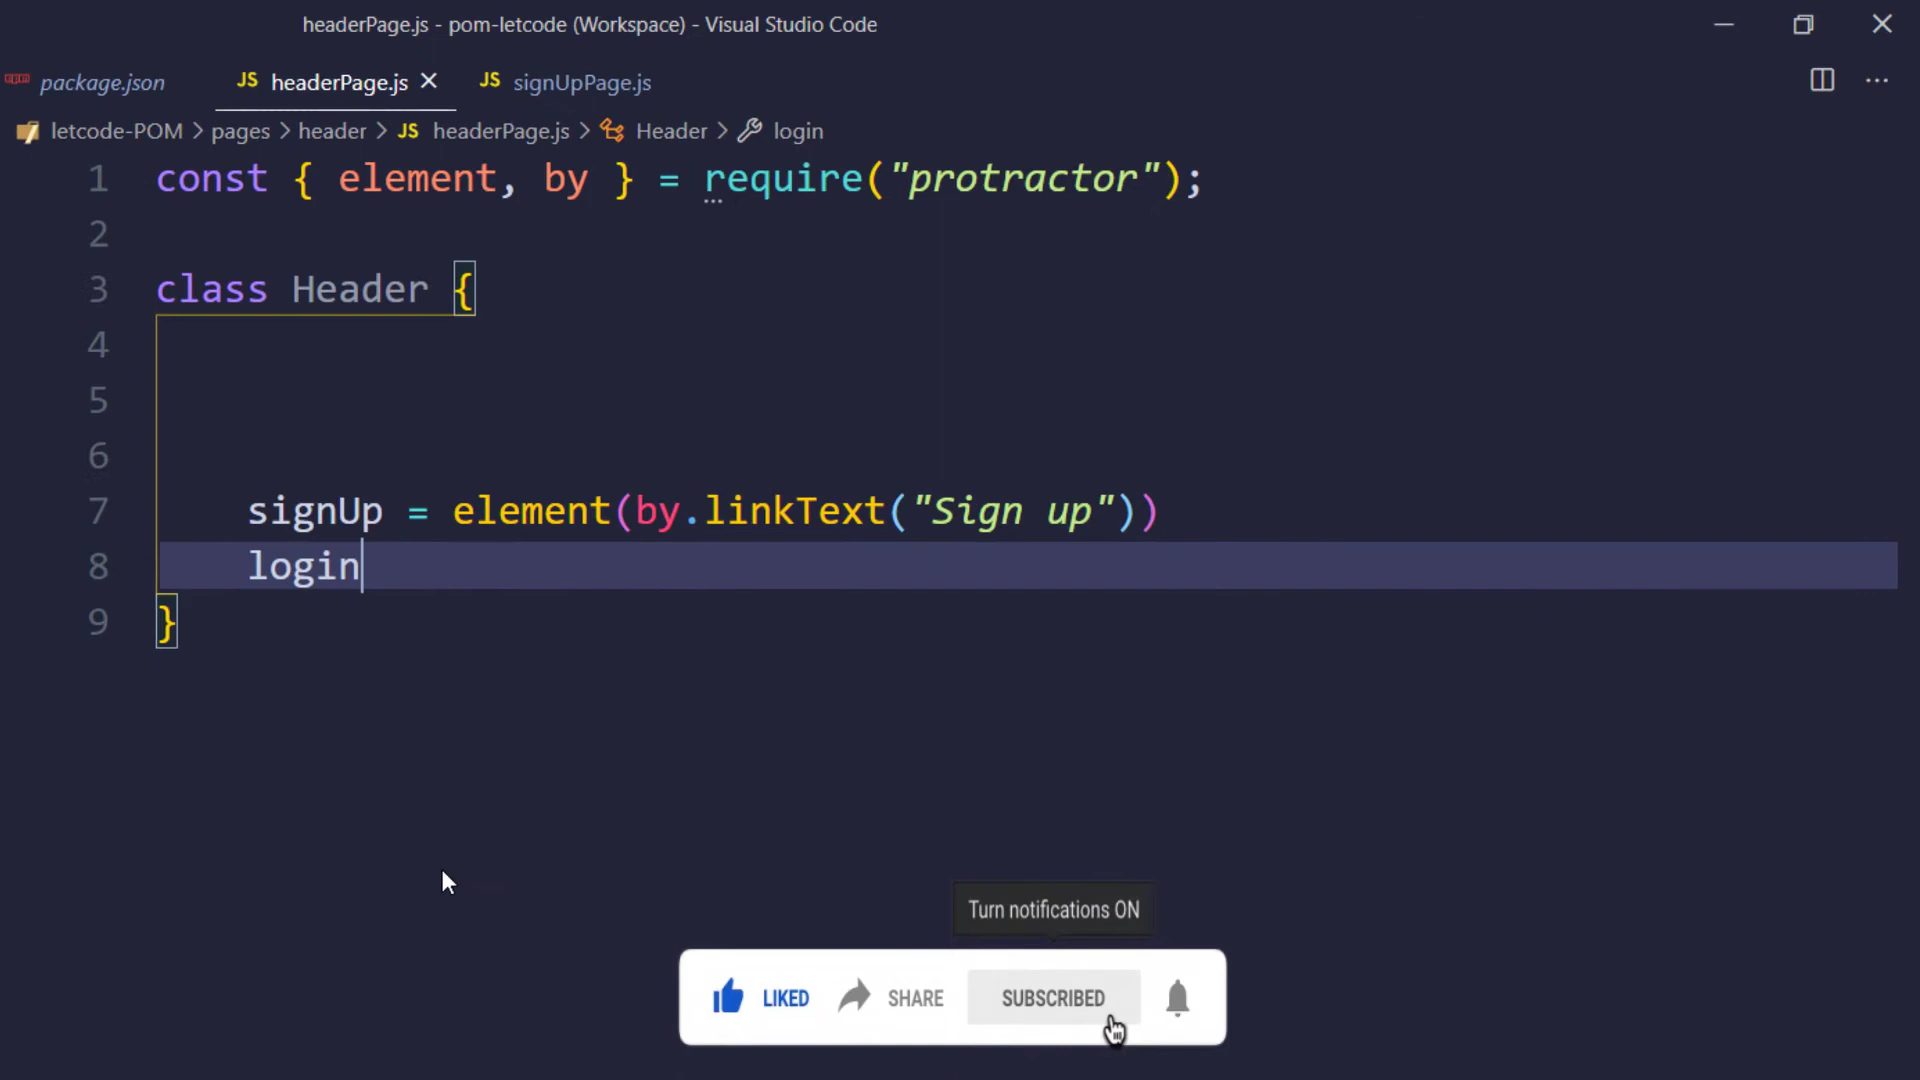 headerPage.js - pom-letcode (Workspace) - Visual Studio Code
package.json JS headerPage.js JS signUpPage.js
letcode-POM > pages > header > JS headerPage.js > Header > login
1 const { element, by } = require("protractor");
2
3 class Header {
4
5
6
7 signUp = element(by.linkText("Sign up"))
8 login
9 }
Turn notifications ON
LIKED SHARE SUBSCRIBED